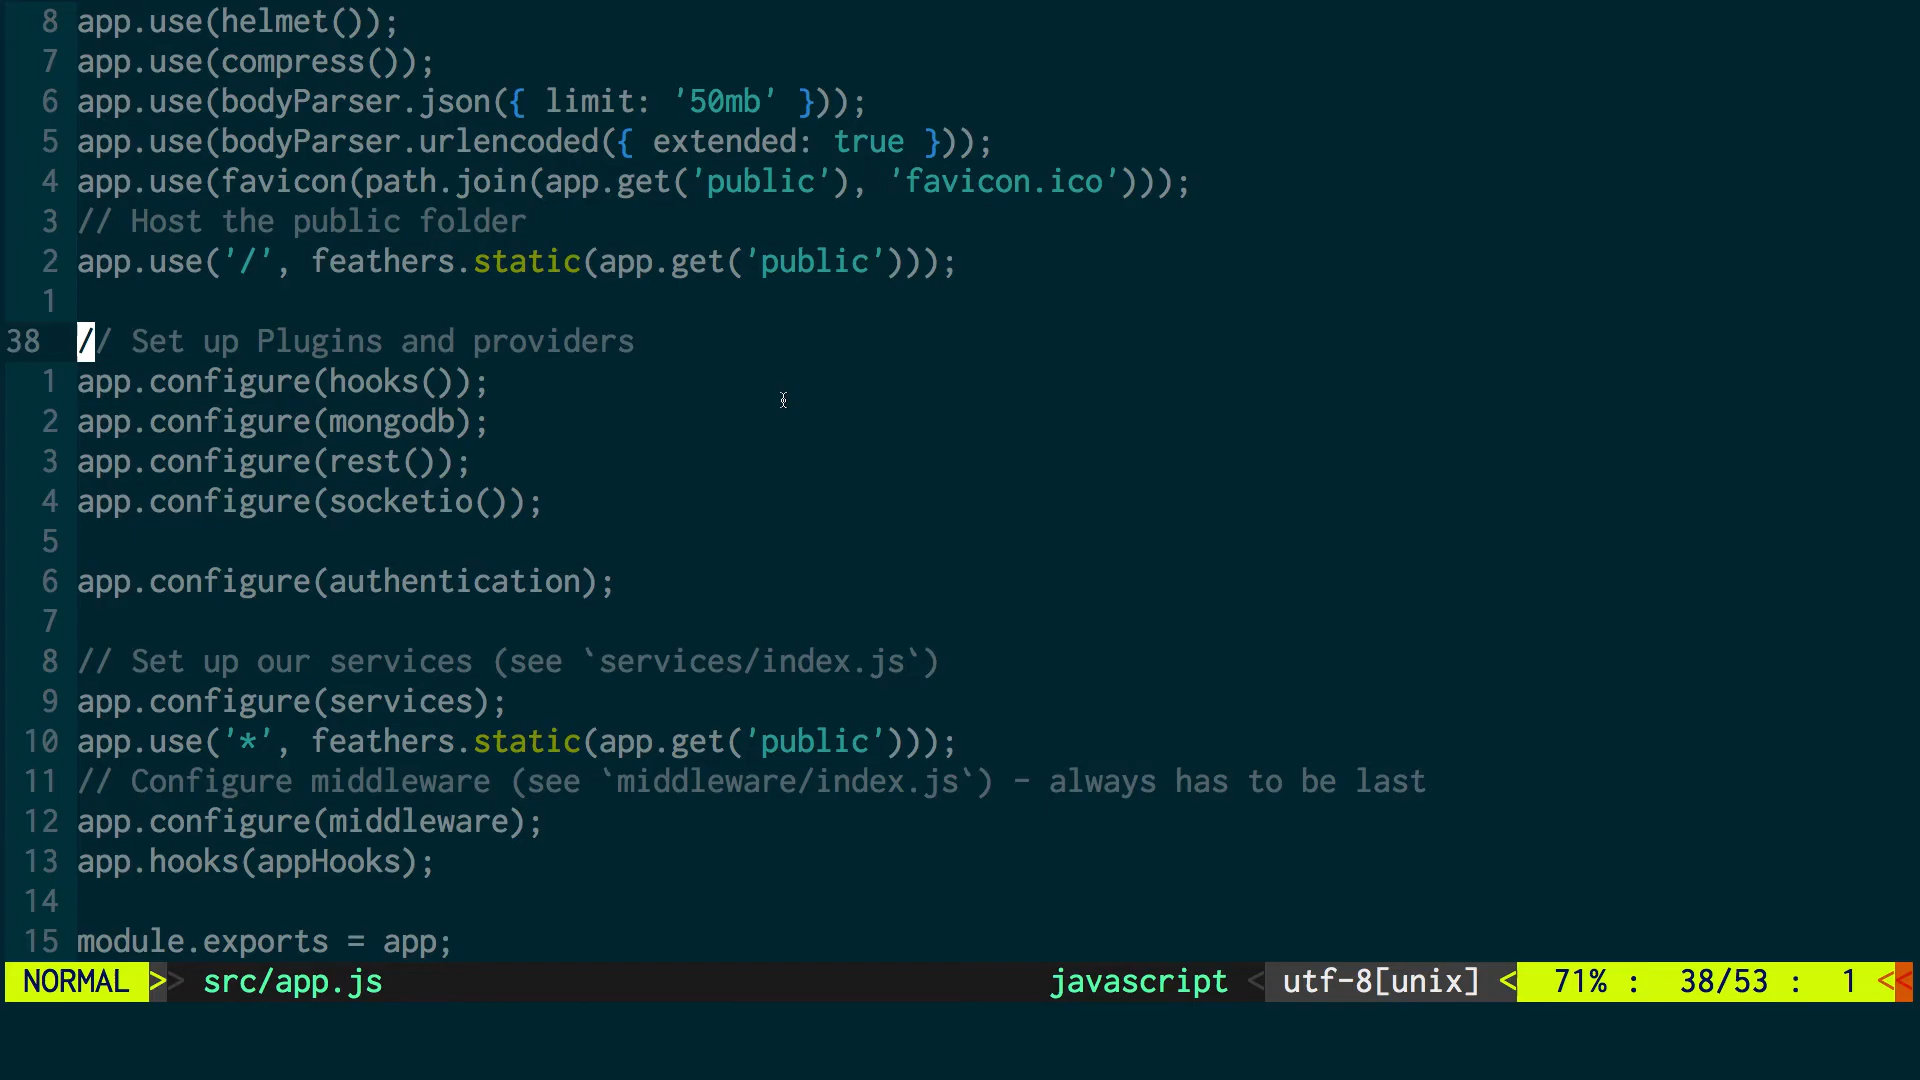 8 app.use(helmet());
7 app.use(compress());
6 app.use(bodyParser.json({ limit: '50mb' }));
5 app.use(bodyParser.urlencoded({ extended: true }));
4 app.use(favicon(path.join(app.get('public'), 'favicon.ico')));
3 // Host the public folder
2 app.use('/', feathers.static(app.get('public')));
1
38 // Set up Plugins and providers
1 app.configure(hooks());
2 app.configure(mongodb);
3 app.configure(rest());
4 app.configure(socketio());
5
6 app.configure(authentication);
7
8 // Set up our services (see `services/index.js`)
9 app.configure(services);
10 app.use('*', feathers.static(app.get('public')));
11 // Configure middleware (see `middleware/index.js`) - always has to be last
12 app.configure(middleware);
13 app.hooks(appHooks);
14
15 module.exports = app;
NORMAL >> src/app.js javascript < utf-8[unix] < 71% : 38/53 : 1 <<